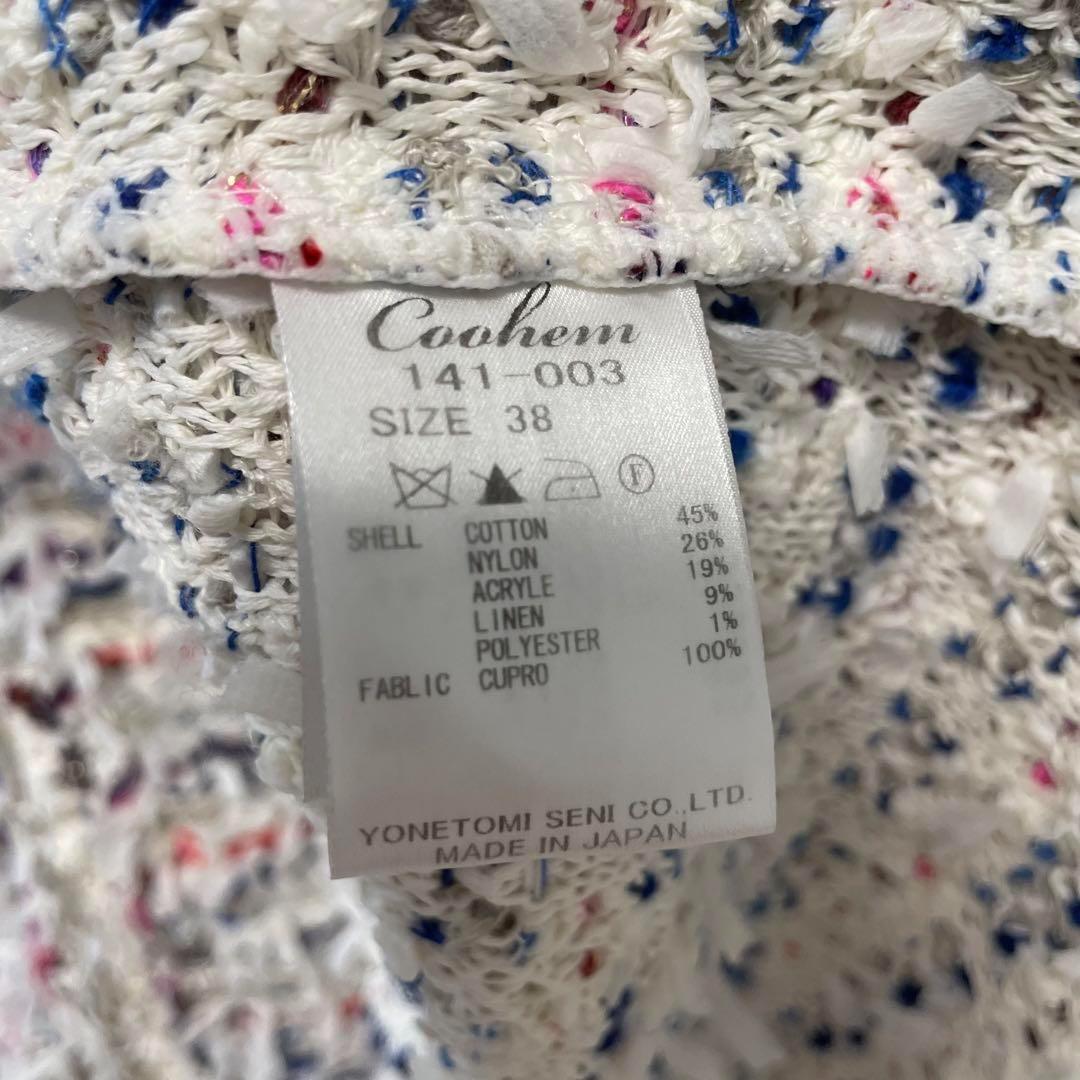 Coohem
141-003
SIZE 38
F
SHELL COTTON 45%
NYLON 26%
ACRYLE 19%
LINEN 9%
POLYESTER 1%
FABLIC CUPRO 100%
YONETOMI SENI CO.,LTD.
MADE IN JAPAN